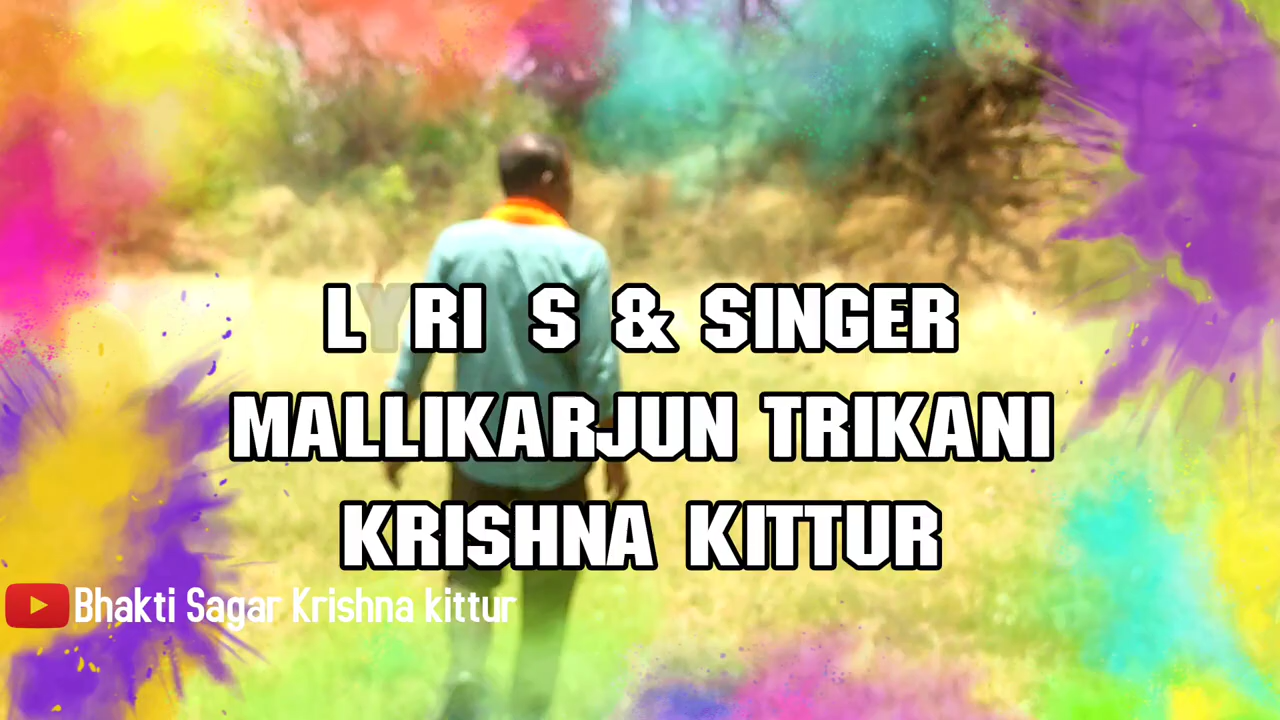 LYRI S & SINGER
MALLIKARJUN TRIKANI
KRISHNA KITTUR
Bhakti Sagar Krishna kittur